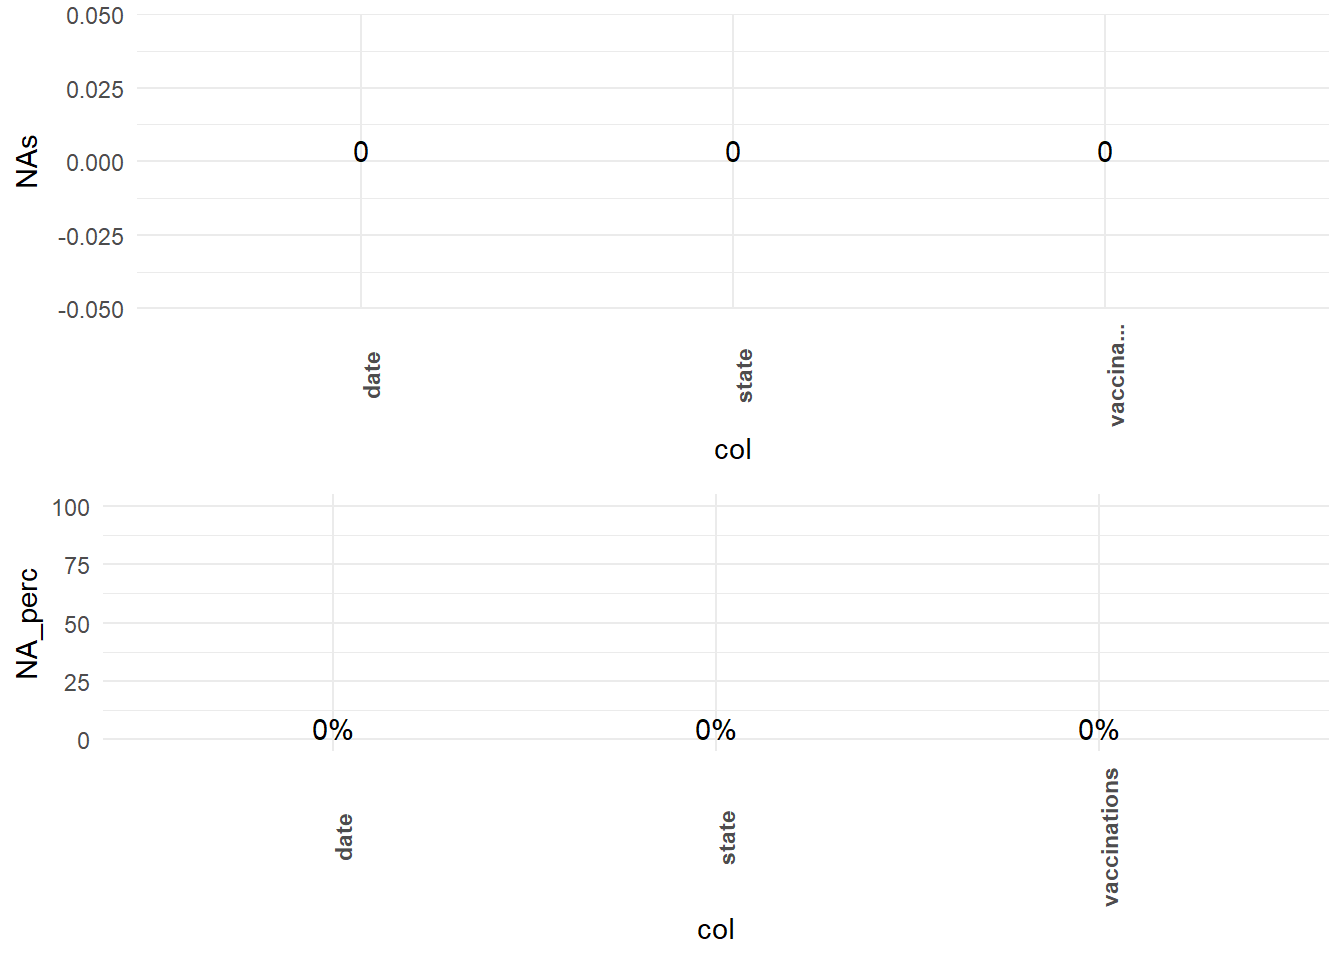 0.050
0.025
0.000
-0.025
-0.050
NAs
0 0 0
date state vaccina...
col
100
75
50
25
0
NA_perc
0% 0% 0%
date state vaccinations
col